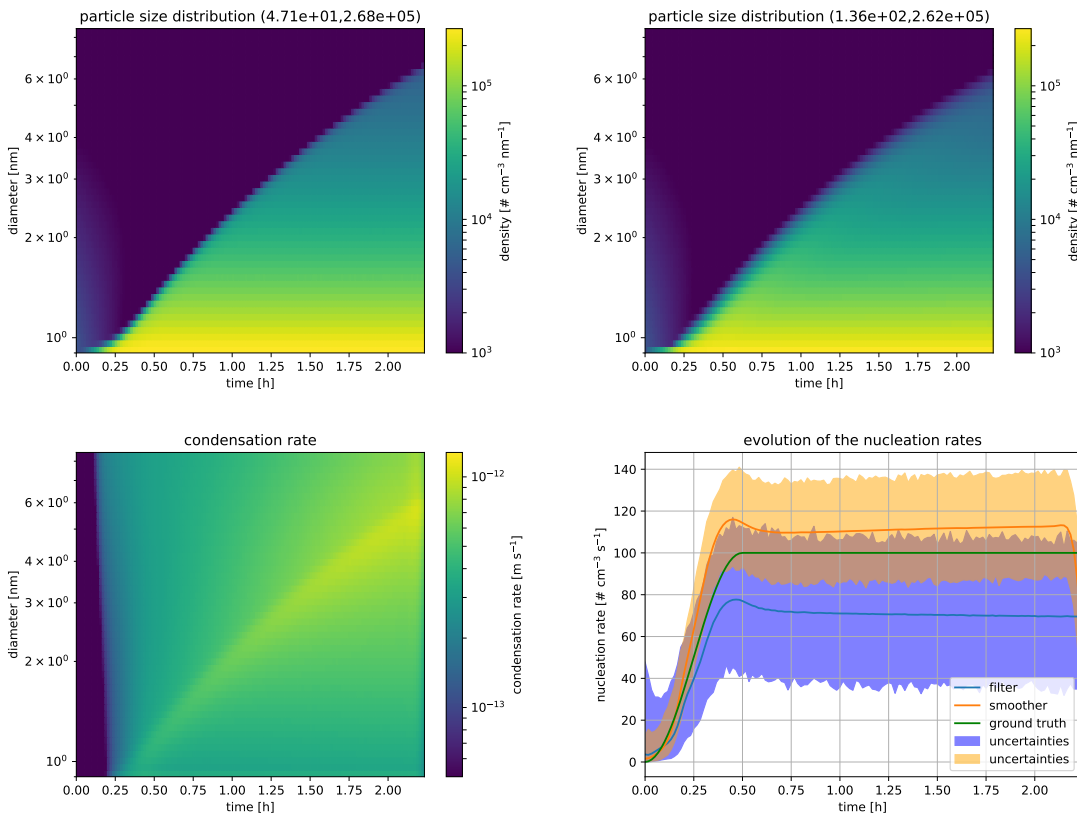 particle size distribution (4.71e+01,2.68e+05)
6 × 10⁰
4 × 10⁰
3 × 10⁰
2 × 10⁰
10⁰
diameter [nm]
0.00 0.25 0.50 0.75 1.00 1.25 1.50 1.75 2.00
time [h]
10⁵
10⁴
10³
density [# cm⁻³ nm⁻¹]
particle size distribution (1.36e+02,2.62e+05)
6 × 10⁰
4 × 10⁰
3 × 10⁰
2 × 10⁰
10⁰
diameter [nm]
0.00 0.25 0.50 0.75 1.00 1.25 1.50 1.75 2.00
time [h]
10⁵
10⁴
10³
density [# cm⁻³ nm⁻¹]
condensation rate
6 × 10⁰
4 × 10⁰
3 × 10⁰
2 × 10⁰
10⁰
diameter [nm]
0.00 0.25 0.50 0.75 1.00 1.25 1.50 1.75 2.00
time [h]
10⁻¹²
10⁻¹³
condensation rate [m s⁻¹]
evolution of the nucleation rates
140
120
100
80
60
40
20
0
nucleation rate [# cm⁻³ s⁻¹]
0.00 0.25 0.50 0.75 1.00 1.25 1.50 1.75 2.00
time [h]
filter
smoother
ground truth
uncertainties
uncertainties